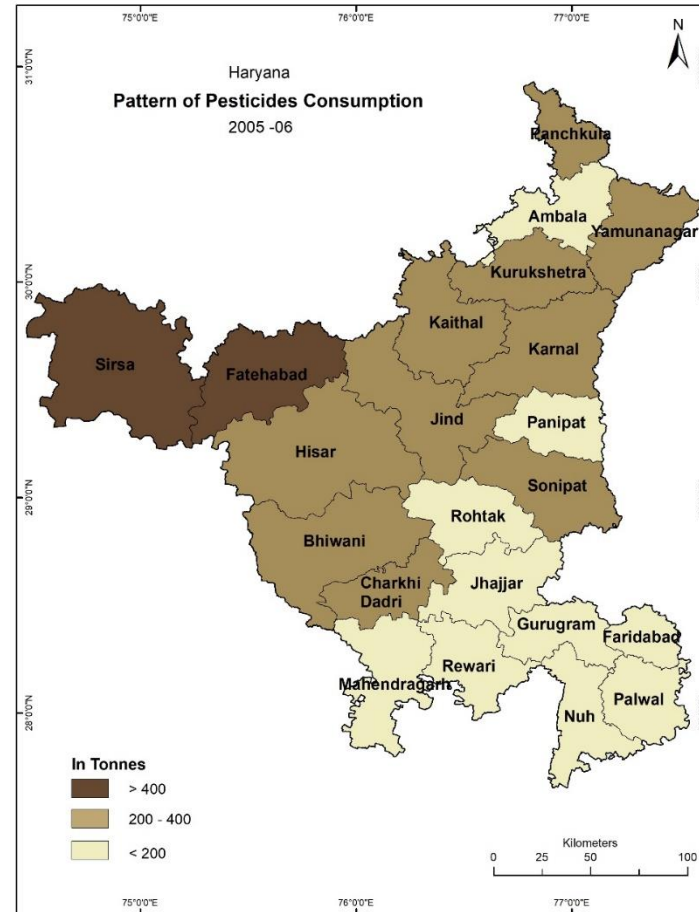 75°0'0"E 76°0'0"E 77°0'0"E
N
31°0'0"N
Haryana
Pattern of Pesticides Consumption
2005 -06
Panchkula
Ambala
Yamunanagar
Kurukshetra
30°0'0"N
Kaithal
Karnal
Sirsa
Fatehabad
Jind
Panipat
Hisar
Sonipat
29°0'0"N
Rohtak
Bhiwani
Jhajjar
Charkhi
Dadri
Gurugram
Faridabad
Rewari
Mahendragarh
Palwal
Nuh
28°0'0"N
In Tonnes
> 400
200 - 400
< 200
Kilometers
0 25 50 100
75°0'0"E 76°0'0"E 77°0'0"E